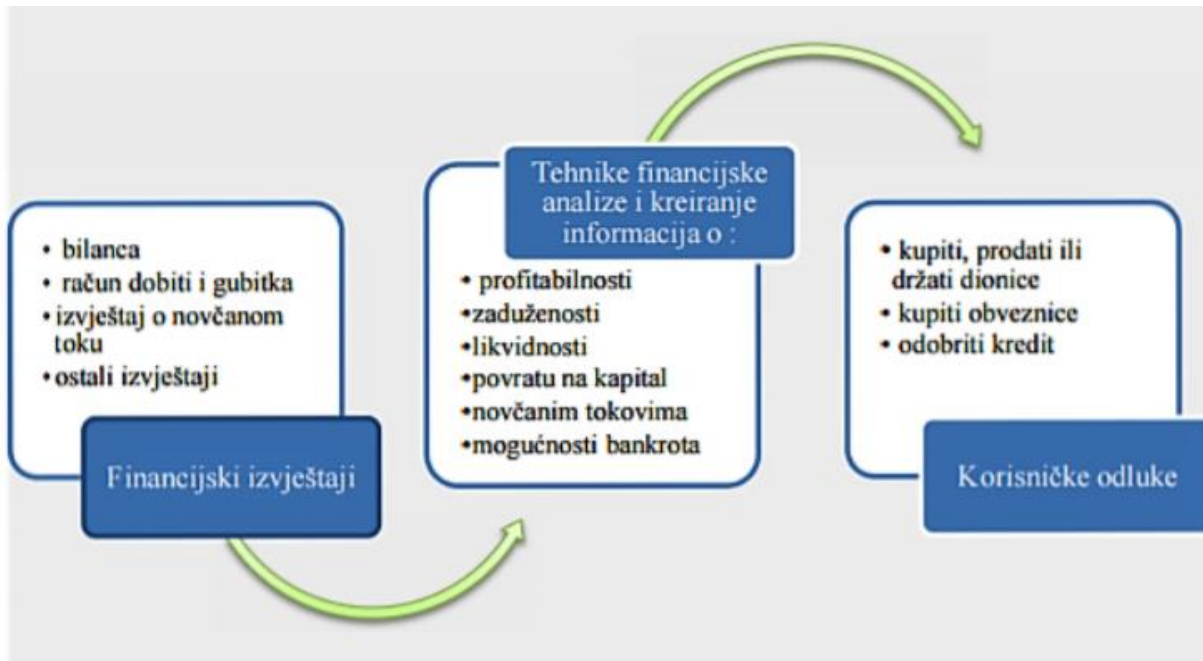 • bilanca
• račun dobiti i gubitka
• izvještaj o novčanom
toku
• ostali izvještaji
Financijski izvještaji
Tehnike financijske
analize i kreiranje
informacija o :
• profitabilnosti
•zaduženosti
•likvidnosti
•povratu na kapital
•novčanim tokovima
•mogućnosti bankrota
• kupiti, prodati ili
držati dionice
• kupiti obveznice
• odobriti kredit
Korisničke odluke